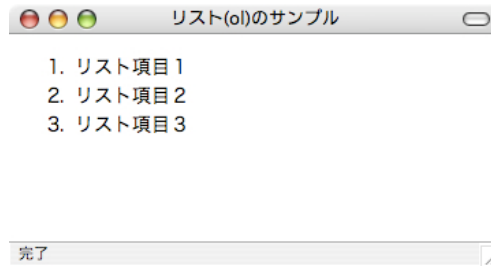 リスト(ol)のサンプル
1. リスト項目１
2. リスト項目２
3. リスト項目３
完了